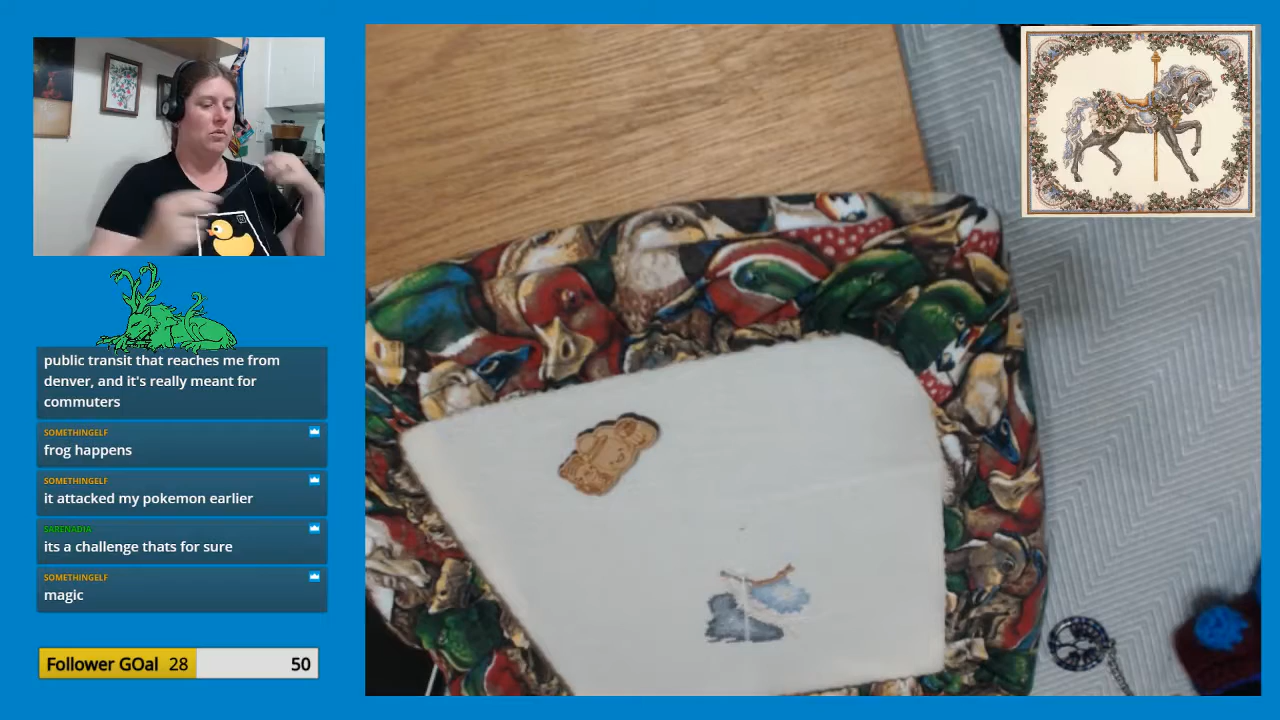 public transit that reaches me from
denver, and it's really meant for
commuters
SOMETHINGELF
frog happens
SOMETHINGELF
it attacked my pokemon earlier
SARENADIA
its a challenge thats for sure
SOMETHINGELF
magic
Follower GOal 28 50